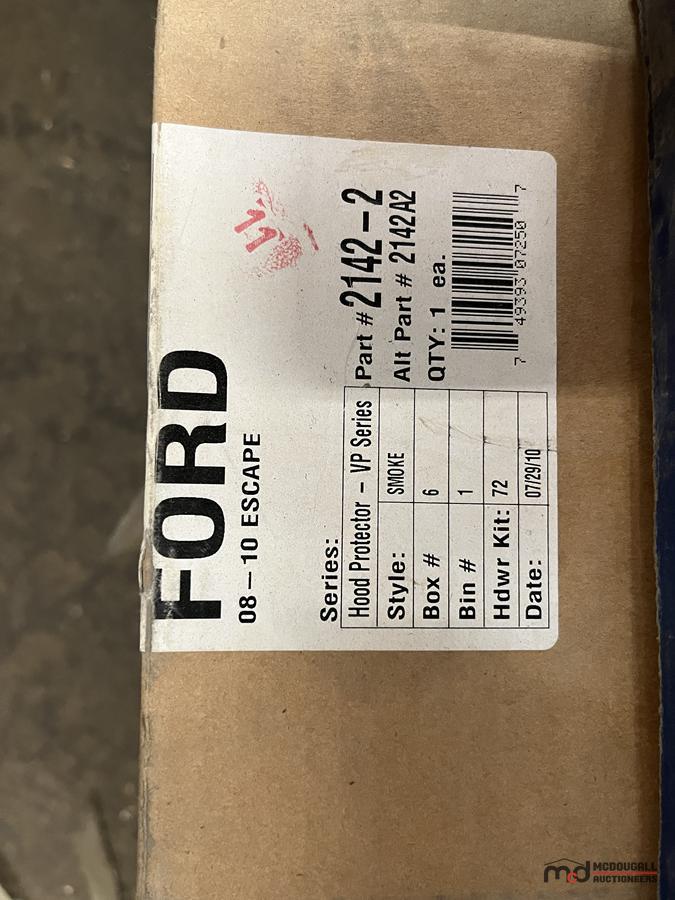 FORD
08 – 10 ESCAPE
Series:
Hood Protector – VP Series
Style: SMOKE
Box # 6
Bin # 1
Hdwr Kit: 72
Date: 07/29/10
Part # 2142 – 2
Alt Part # 2142A2
QTY: 1 ea.
7 49393 07250 7
mcd MCDOUGALL
AUCTIONEERS